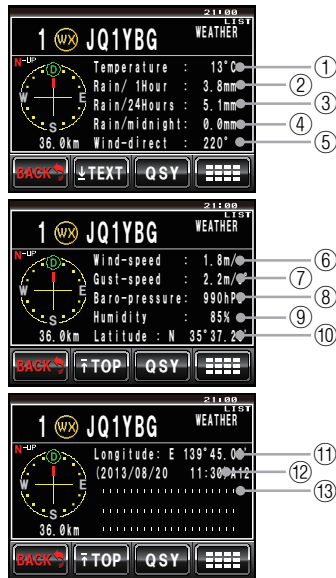 21:00
LIST
1 WX JQ1YBG WEATHER
N-UP
D
W E
S
36.0km
Temperature : 13°C ①
Rain/ 1Hour : 3.8mm ②
Rain/24Hours : 5.1mm ③
Rain/midnight: 0.0mm ④
Wind-direct : 220° ⑤
BACK TEXT QSY
21:00
LIST
1 WX JQ1YBG WEATHER
N-UP
D
W E
S
36.0km
Wind-speed : 1.8m/ ⑥
Gust-speed : 2.2m/ ⑦
Baro-pressure: 990hP ⑧
Humidity : 85% ⑨
Latitude : N 35°37.2 ⑩
BACK TOP QSY
21:00
LIST
1 WX JQ1YBG WEATHER
N-UP
D
W E
S
36.0km
Longitude: E 139°45.0 ⑪
(2013/08/20 11:30 A12 ⑫
⑬
BACK TOP QSY